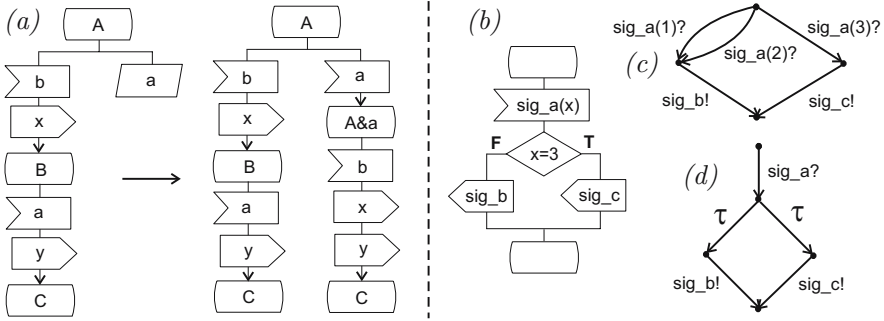 (a)
A
b
a
x
B
a
y
C
A
b
a
x
A&a
B
b
a
x
y
y
C
C
(b)
sig_a(x)
F
T
x=3
sig_b
sig_c
(c)
sig_a(1)?
sig_a(2)?
sig_a(3)?
sig_b!
sig_c!
(d)
sig_a?
τ
τ
sig_b!
sig_c!